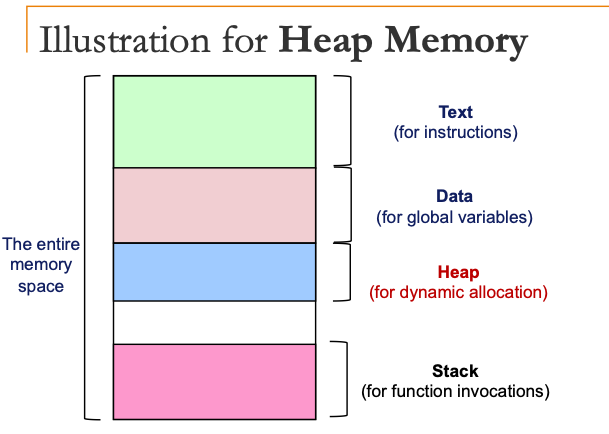 Illustration for Heap Memory
Text
(for instructions)
Data
(for global variables)
The entire
memory
space
Heap
(for dynamic allocation)
Stack
(for function invocations)